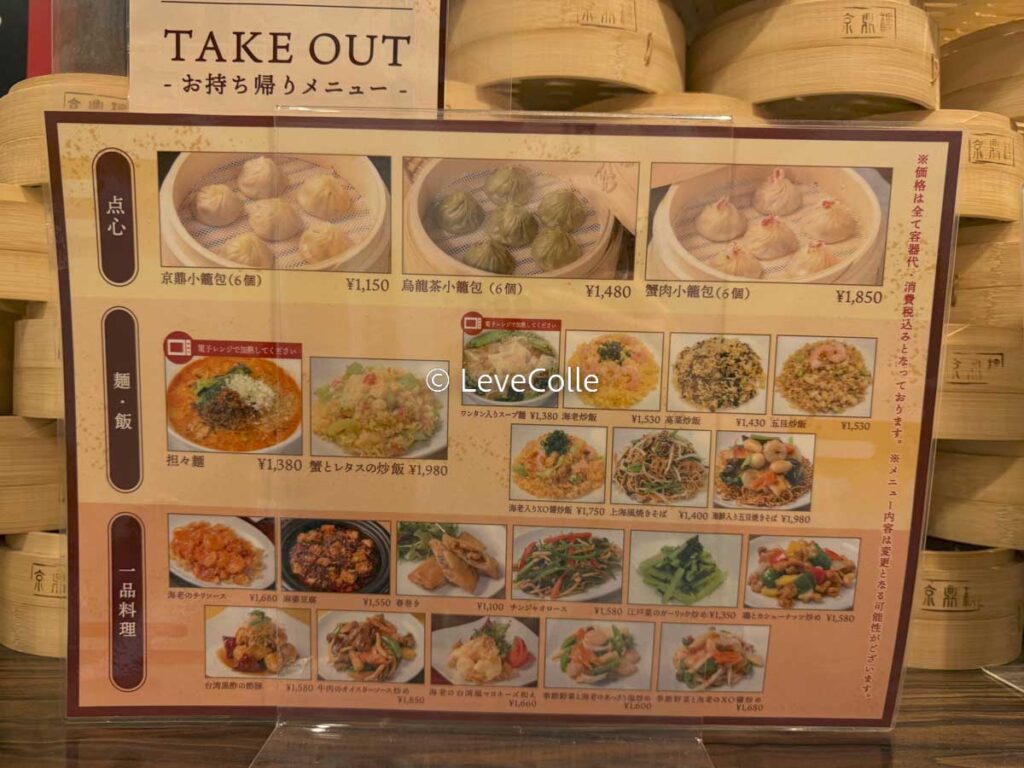 TAKE OUT
- お持ち帰りメニュー -
点心
京鼎小籠包(6個) ¥1,150
烏龍茶小籠包(6個) ¥1,480
蟹肉小籠包(6個) ¥1,850
麺・飯
電子レンジで加熱してください
担々麺 ¥1,380
蟹とレタスの炒飯 ¥1,980
電子レンジで加熱してください
ワンタン入りスープ麺 ¥1,380
海老炒飯 ¥1,530
高菜炒飯 ¥1,430
五目炒飯 ¥1,530
海老入りXO醤炒飯 ¥1,750
上海風焼きそば ¥1,400
海鮮入り五目焼きそば ¥1,980
一品料理
海老のチリソース ¥1,680
麻婆豆腐 ¥1,550
春巻き ¥1,100
チンジャオロース ¥1,580
江戸菜のガーリック炒め ¥1,350
鶏とカシューナッツ炒め ¥1,580
台湾黒酢の酢豚 ¥1,580
牛肉のオイスターソース炒め ¥1,850
海老の台湾風マヨネーズ和え ¥1,660
季節野菜と海老のあっさり塩炒め ¥1,600
季節野菜と海老のXO醤炒め ¥1,680
※価格は全て容器代・消費税込みとなっております。※メニュー内容は変更となる可能性がございます。
© LeveColle
京鼎樓
京鼎樓
京鼎樓
京鼎樓